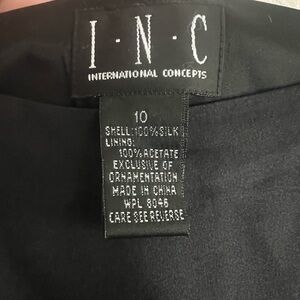 I·N·C
INTERNATIONAL CONCEPTS
10
SHELL:100%SILK
LINING:
100%ACETATE
EXCLUSIVE OF
ORNAMENTATION
MADE IN CHINA
WPL 8046
CARE SEE REVERSE